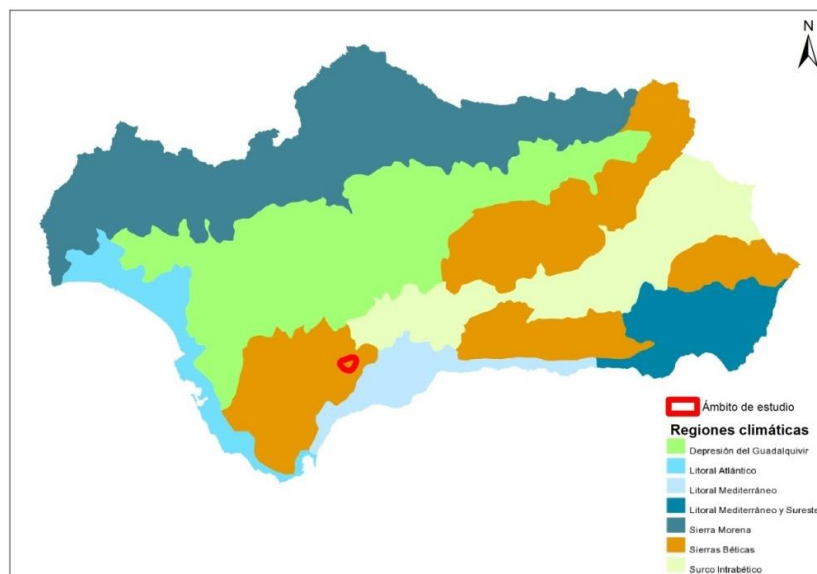 N
Ámbito de estudio
Regiones climáticas
Depresión del Guadalquivir
Litoral Atlántico
Litoral Mediterráneo
Litoral Mediterráneo y Sureste
Sierra Morena
Sierras Béticas
Surco Intrabético